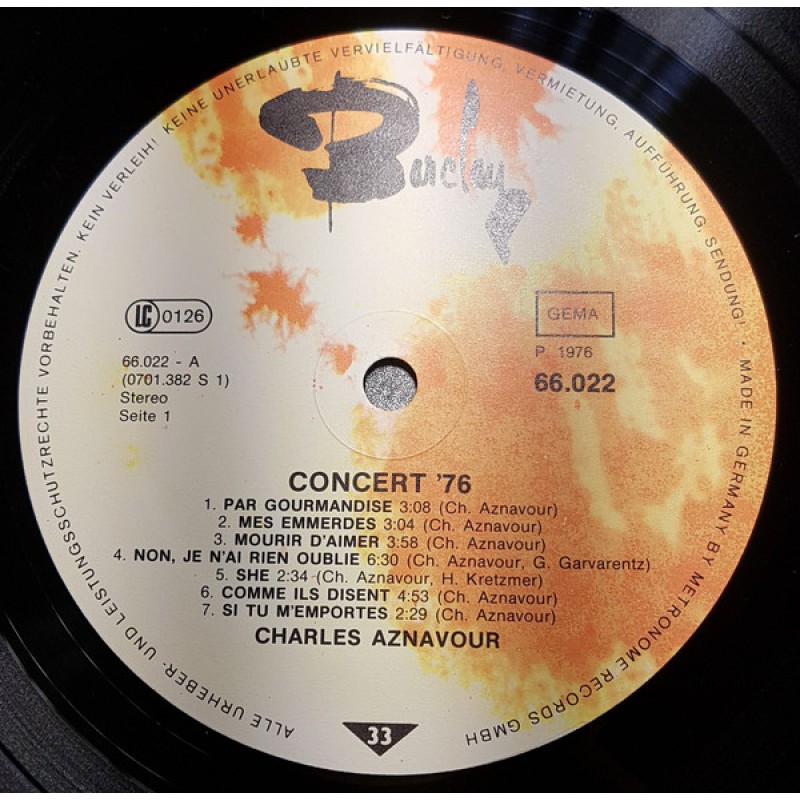 ALLE URHEBER- UND LEISTUNGSSCHUTZRECHTE VORBEHALTEN. KEIN VERLEIH! KEINE UNERLAUBTE VERVIELFÄLTIGUNG, VERMIETUNG, AUFFÜHRUNG, SENDUNG! • MADE IN GERMANY BY METRONOME RECORDS GMBH
Barclay
LC 0126
GEMA
P 1976
66.022
66.022 - A
(0701.382 S 1)
Stereo
Seite 1
CONCERT '76
1. PAR GOURMANDISE 3:08 (Ch. Aznavour)
2. MES EMMERDES 3:04 (Ch. Aznavour)
3. MOURIR D'AIMER 3:58 (Ch. Aznavour)
4. NON, JE N'AI RIEN OUBLIE 6:30 (Ch. Aznavour, G. Garvarentz)
5. SHE 2:34 (Ch. Aznavour, H. Kretzmer)
6. COMME ILS DISENT 4:53 (Ch. Aznavour)
7. SI TU M'EMPORTES 2:29 (Ch. Aznavour)
CHARLES AZNAVOUR
33